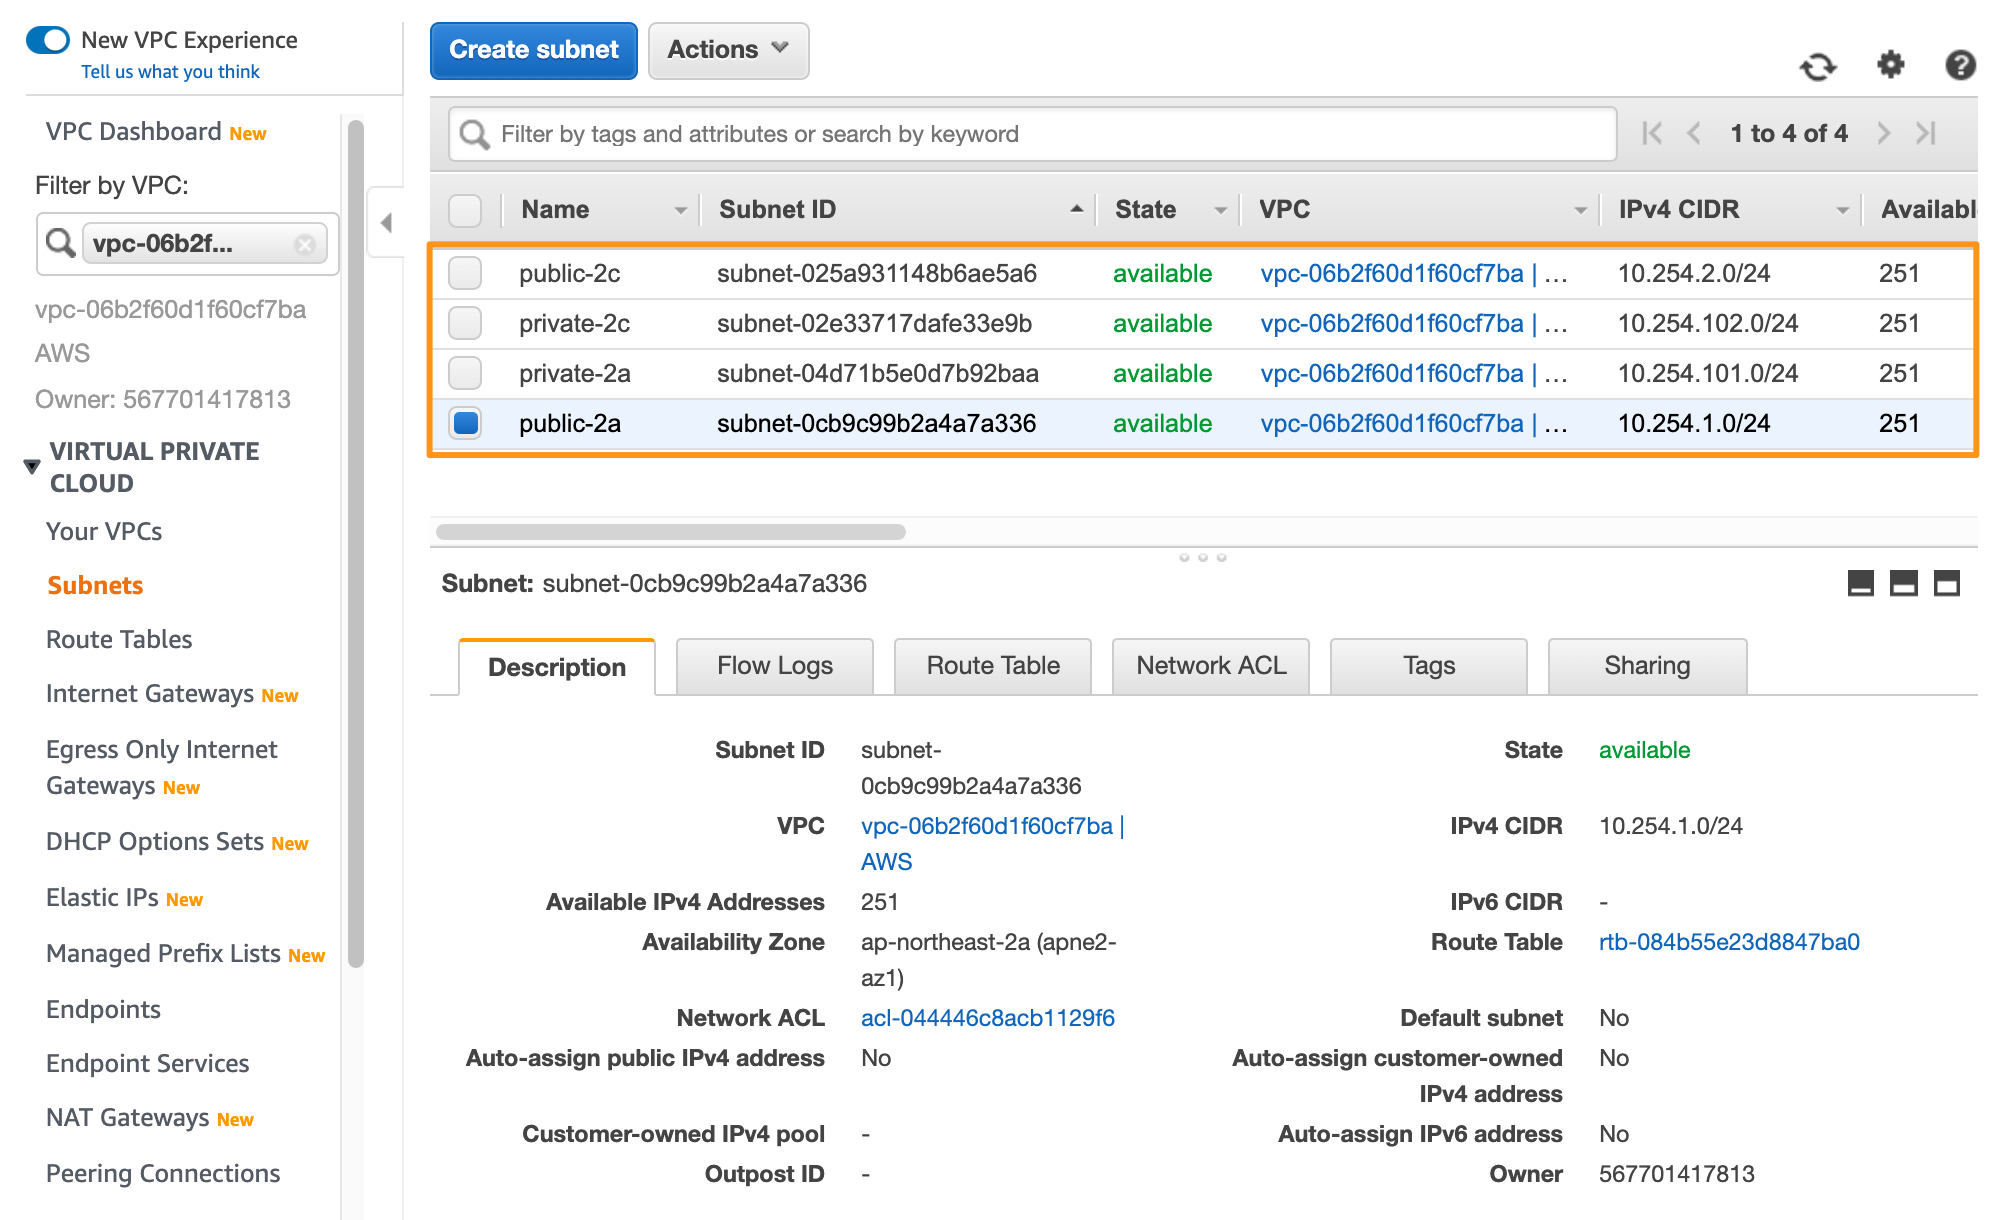 New VPC Experience
Tell us what you think
VPC Dashboard New
Filter by VPC:
vpc-06b2f...
vpc-06b2f60d1f60cf7ba
AWS
Owner: 567701417813
VIRTUAL PRIVATE
CLOUD
Your VPCs
Subnets
Route Tables
Internet Gateways New
Egress Only Internet
Gateways New
DHCP Options Sets New
Elastic IPs New
Managed Prefix Lists New
Endpoints
Endpoint Services
NAT Gateways New
Peering Connections
Create subnet Actions
Filter by tags and attributes or search by keyword 1 to 4 of 4
Name Subnet ID State VPC IPv4 CIDR Availabl
public-2c subnet-025a931148b6ae5a6 available vpc-06b2f60d1f60cf7ba | ... 10.254.2.0/24 251
private-2c subnet-02e33717dafe33e9b available vpc-06b2f60d1f60cf7ba | ... 10.254.102.0/24 251
private-2a subnet-04d71b5e0d7b92baa available vpc-06b2f60d1f60cf7ba | ... 10.254.101.0/24 251
public-2a subnet-0cb9c99b2a4a7a336 available vpc-06b2f60d1f60cf7ba | ... 10.254.1.0/24 251
Subnet: subnet-0cb9c99b2a4a7a336
Description Flow Logs Route Table Network ACL Tags Sharing
Subnet ID subnet- State available
0cb9c99b2a4a7a336
VPC vpc-06b2f60d1f60cf7ba | IPv4 CIDR 10.254.1.0/24
AWS
Available IPv4 Addresses 251 IPv6 CIDR -
Availability Zone ap-northeast-2a (apne2- Route Table rtb-084b55e23d8847ba0
az1)
Network ACL acl-044446c8acb1129f6 Default subnet No
Auto-assign public IPv4 address No Auto-assign customer-owned No
IPv4 address
Customer-owned IPv4 pool - Auto-assign IPv6 address No
Outpost ID - Owner 567701417813